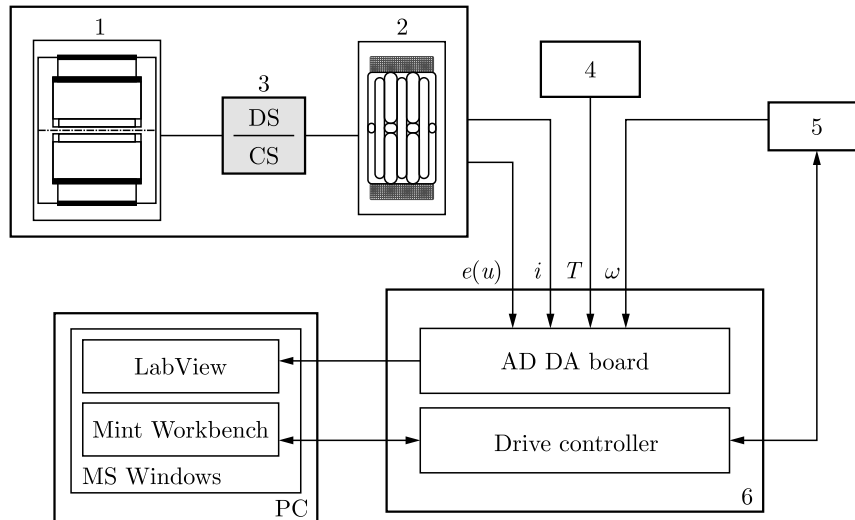 1
2
3
DS
CS
4
5
e(u)
i
T
ω
AD DA board
Drive controller
6
LabView
Mint Workbench
MS Windows
PC